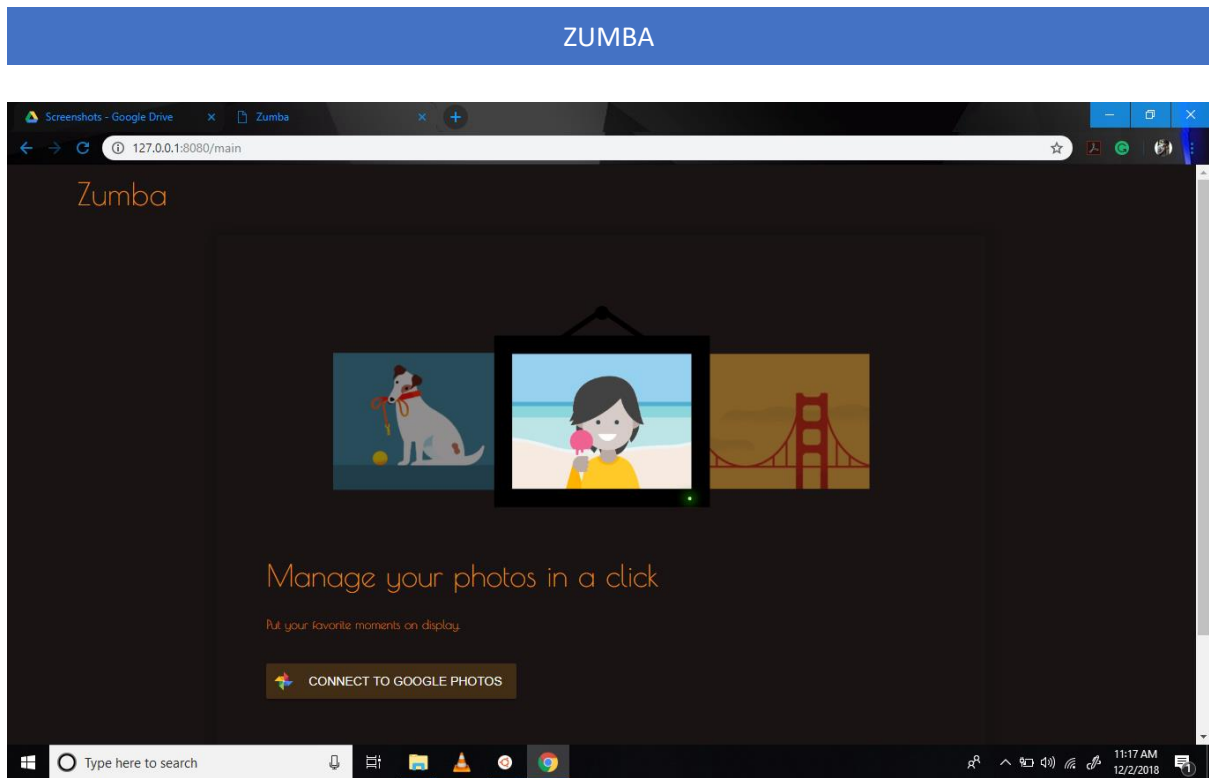 ZUMBA
Screenshots - Google Drive
Zumba
127.0.0.1:8080/main
Zumba
Manage your photos in a click
Put your favorite moments on display.
CONNECT TO GOOGLE PHOTOS
Type here to search
11:17 AM
12/2/2018
1